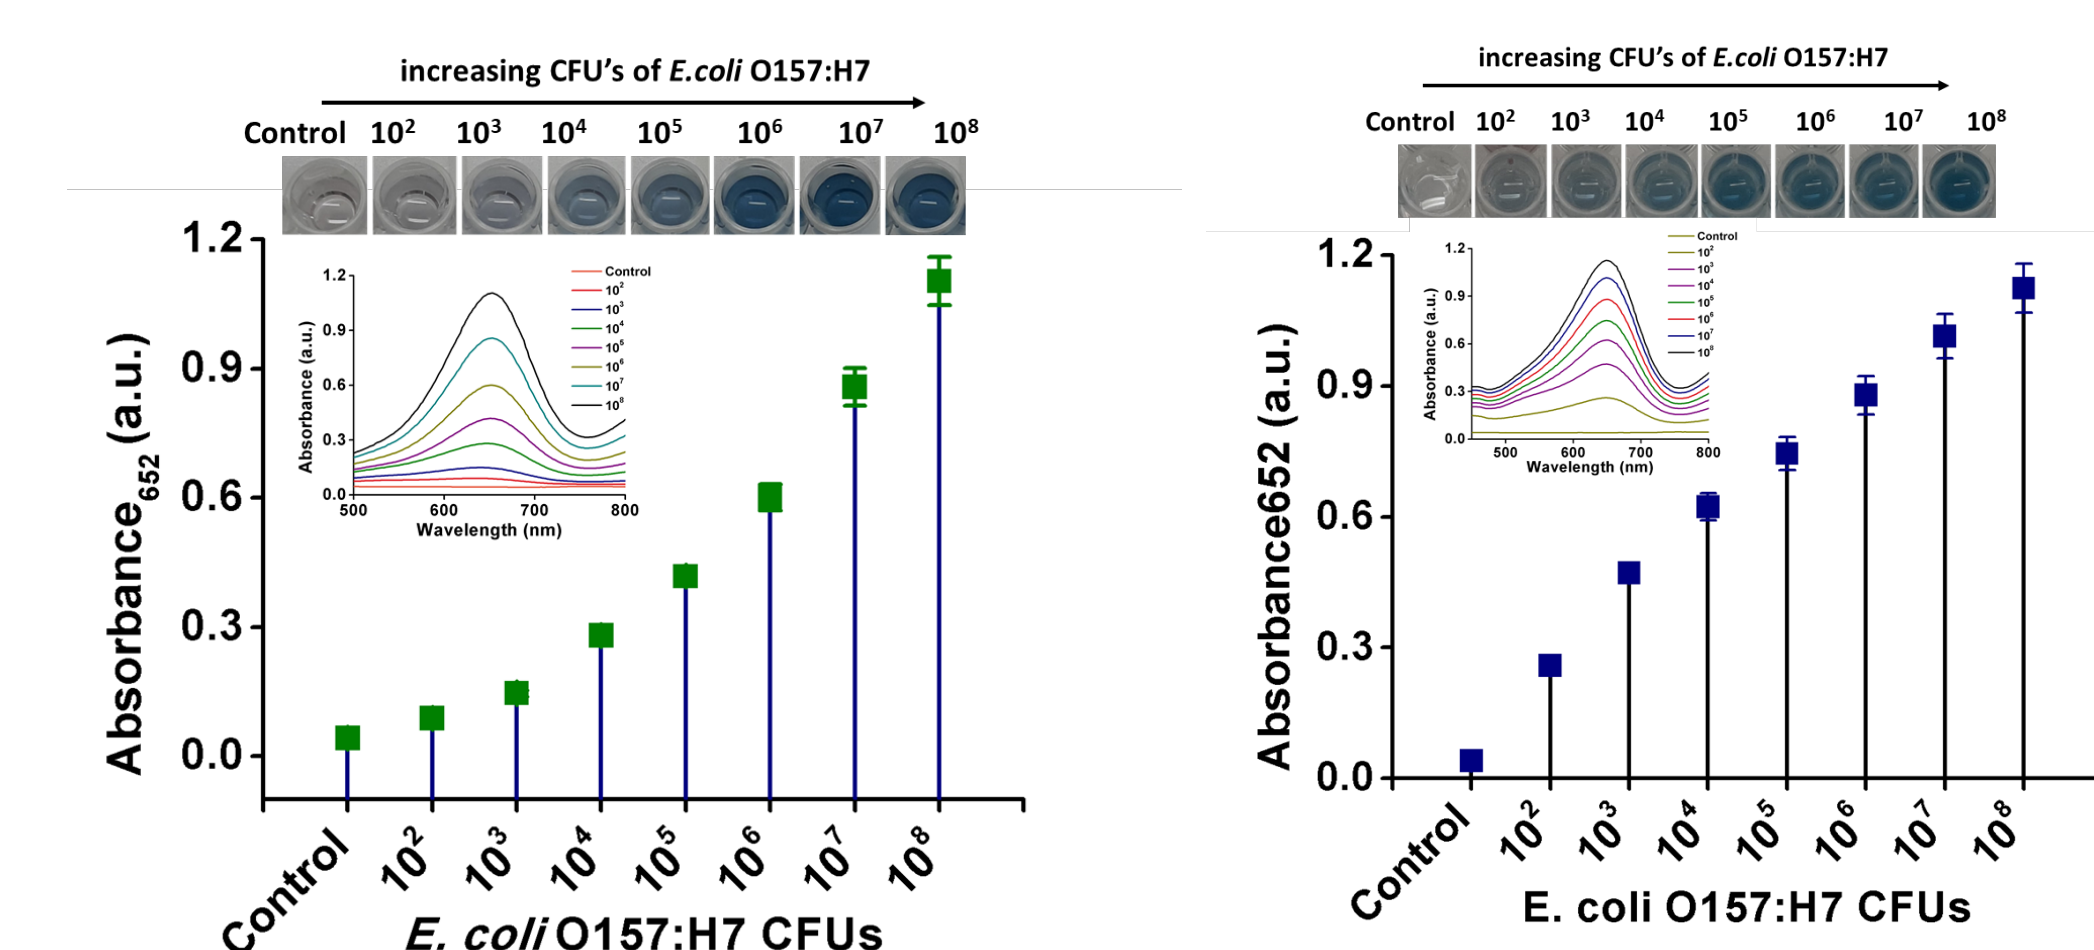 increasing CFU's of E.coli O157:H7
Control 10² 10³ 10⁴ 10⁵ 10⁶ 10⁷ 10⁸
1.2
0.9
0.6
0.3
0.0
Absorbance₆₅₂ (a.u.)
1.2
0.9
0.6
0.3
0.0
Absorbance (a.u.)
500 600 700 800
Wavelength (nm)
Control
10²
10³
10⁴
10⁵
10⁶
10⁷
10⁸
Control 10² 10³ 10⁴ 10⁵ 10⁶ 10⁷ 10⁸
E. coli O157:H7 CFUs
increasing CFU's of E.coli O157:H7
Control 10² 10³ 10⁴ 10⁵ 10⁶ 10⁷ 10⁸
1.2
0.9
0.6
0.3
0.0
Absorbance652 (a.u.)
1.2
0.9
0.6
0.3
0.0
Absorbance (a.u.)
500 600 700 800
Wavelength (nm)
Control
10²
10³
10⁴
10⁵
10⁶
10⁷
10⁸
Control 10² 10³ 10⁴ 10⁵ 10⁶ 10⁷ 10⁸
E. coli O157:H7 CFUs